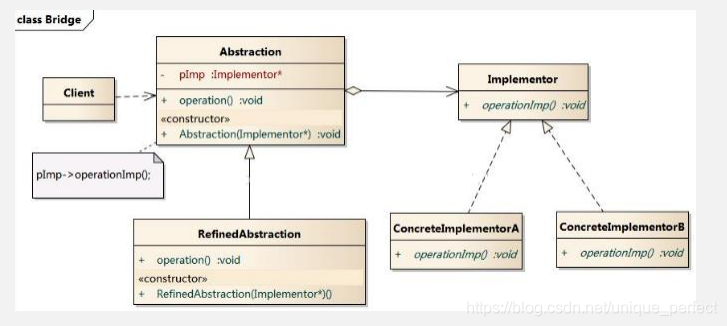 class Bridge
Abstraction
- pImp :Implementor*
+ operation() :void
«constructor»
+ Abstraction(Implementor*) :void
Client
Implementor
+ operationImp() :void
pImp->operationImp();
RefinedAbstraction
+ operation() :void
«constructor»
+ RefinedAbstraction(Implementor*)()
ConcreteImplementorA
+ operationImp() :void
ConcreteImplementorB
+ operationImp() :void
https://blog.csdn.net/unique_perfect